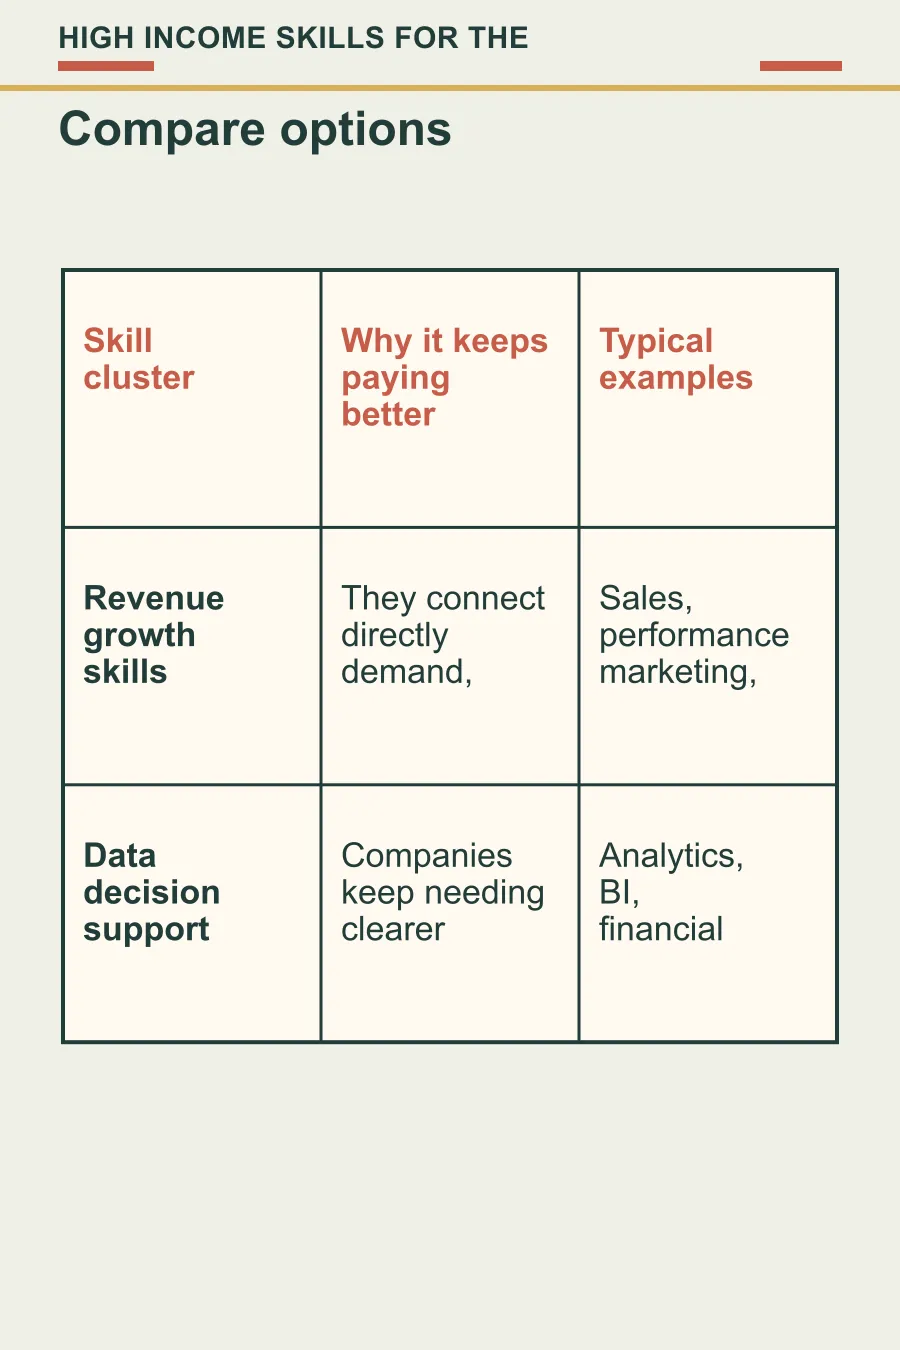 HIGH INCOME SKILLS FOR THE
Compare options
Skill
cluster
Why it keeps
paying
better
Typical
examples
Revenue
growth
skills
They connect
directly
demand,
Sales,
performance
marketing,
Data
decision
support
Companies
keep needing
clearer
Analytics,
BI,
financial